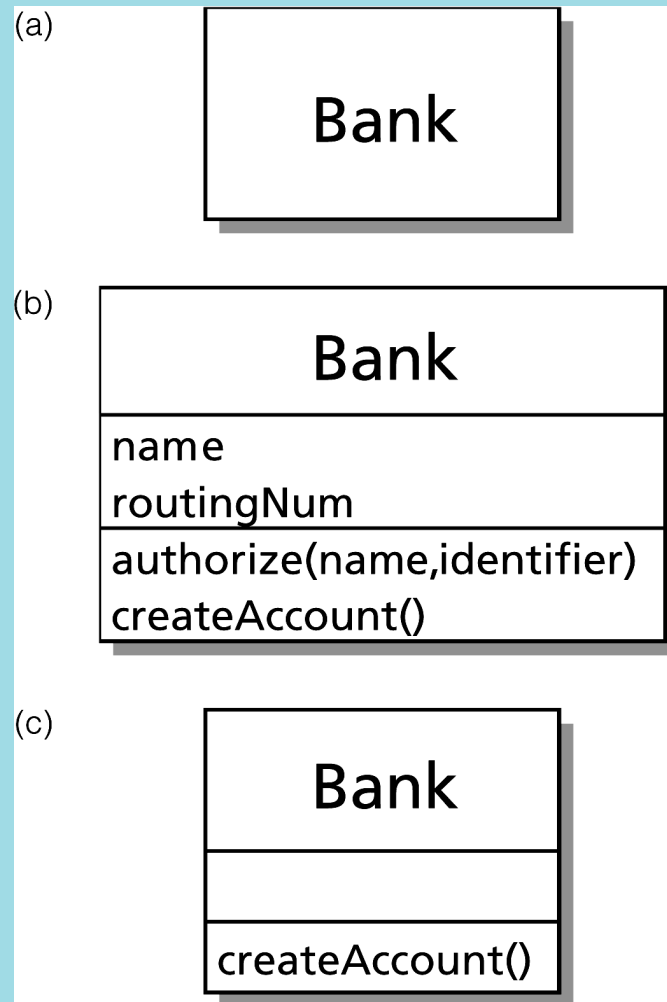 (a)
Bank
(b)
Bank
name
routingNum
authorize(name,identifier)
createAccount()
(c)
Bank
createAccount()